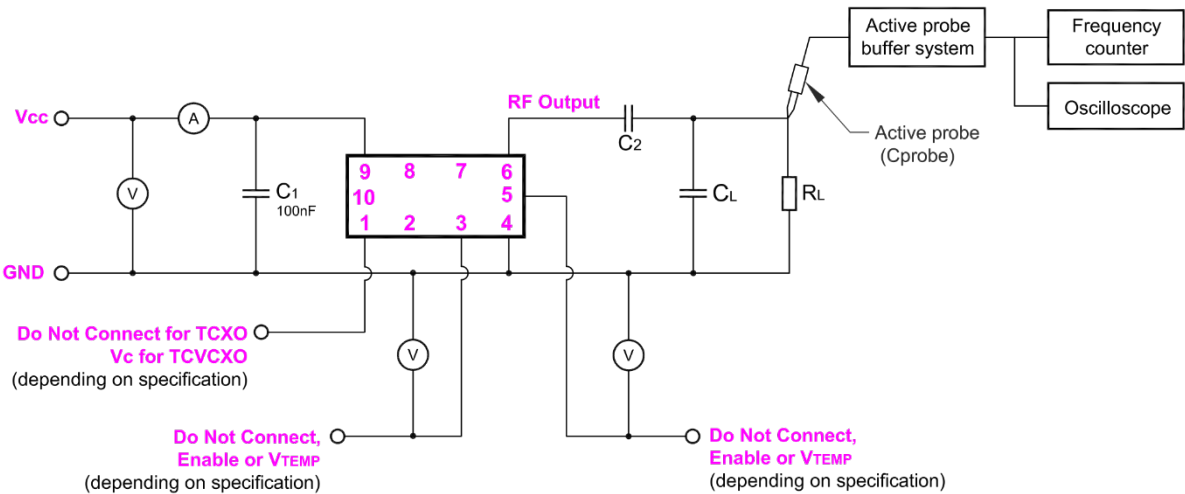 Active probe
buffer system
Frequency
counter
Oscilloscope
Active probe
(Cprobe)
RF Output
Vcc
A
V
C1
100nF
C2
CL
RL
9 8 7 6
10 5
1 2 3 4
GND
Do Not Connect for TCXO
Vc for TCVCXO
(depending on specification)
V
V
Do Not Connect,
Enable or VTEMP
(depending on specification)
Do Not Connect,
Enable or VTEMP
(depending on specification)